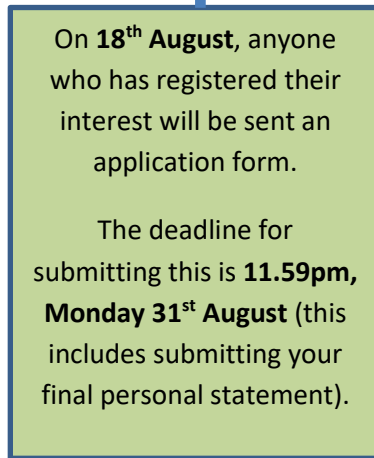 On 18th August, anyone
who has registered their
interest will be sent an
application form.
The deadline for
submitting this is 11.59pm,
Monday 31st August (this
includes submitting your
final personal statement).